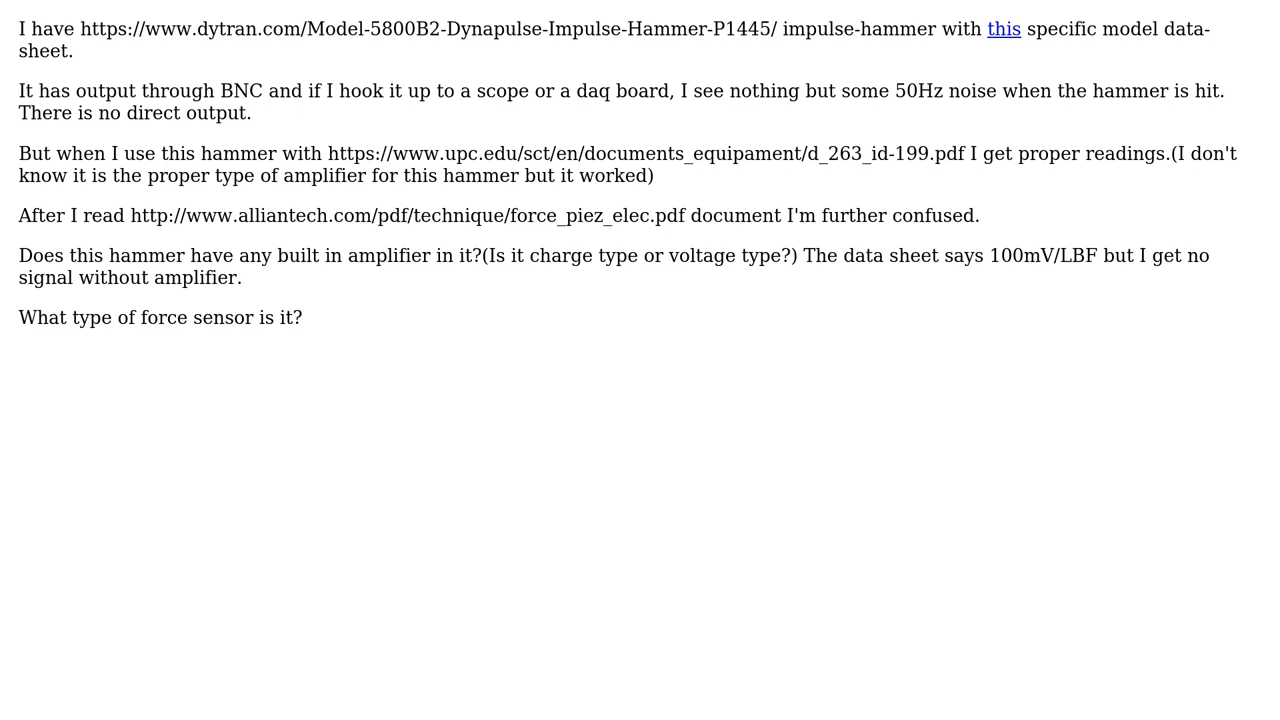 I have https://www.dytran.com/Model-5800B2-Dynapulse-Impulse-Hammer-P1445/ impulse-hammer with this specific model data-
sheet.
It has output through BNC and if I hook it up to a scope or a daq board, I see nothing but some 50Hz noise when the hammer is hit.
There is no direct output.
But when I use this hammer with https://www.upc.edu/sct/en/documents_equipament/d_263_id-199.pdf I get proper readings.(I don't
know it is the proper type of amplifier for this hammer but it worked)
After I read http://www.alliantech.com/pdf/technique/force_piez_elec.pdf document I'm further confused.
Does this hammer have any built in amplifier in it?(Is it charge type or voltage type?) The data sheet says 100mV/LBF but I get no
signal without amplifier.
What type of force sensor is it?